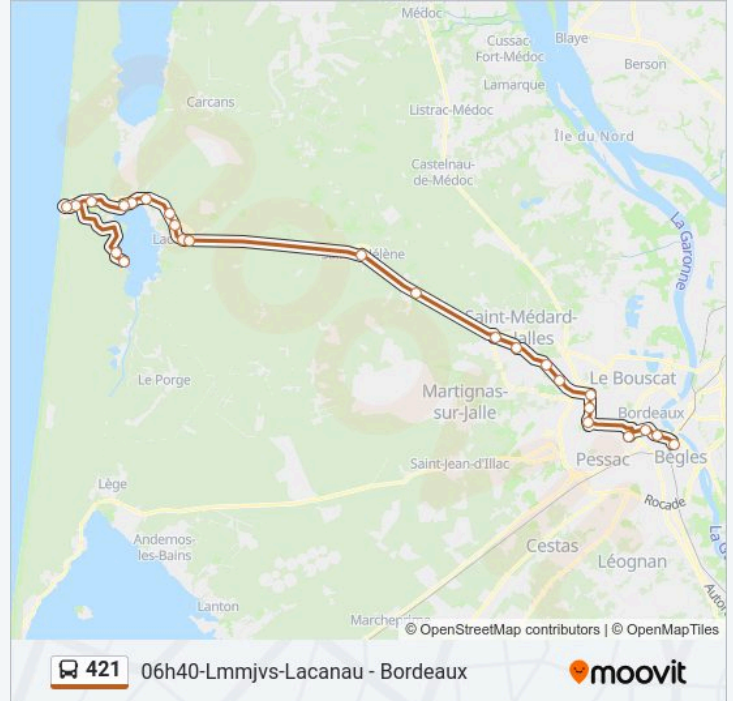 Médoc
Cussac-
Fort-Médoc
Blaye
Berson
Lamarque
Carcans
Listrac-Médoc
Île du Nord
Castelnau-
de-Médoc
La Garonne
Saint-Médard-
Le Porge
Le Bouscat
Martignas-
sur-Jalle
Bordeaux
Saint-Jean-d'Illac
Pessac
Bègles
Lège
Rocade
Andernos-
les-Bains
Cestas
Léognan
Lanton
© OpenStreetMap contributors | © OpenMapTiles
421 06h40-Lmmjvs-Lacanau - Bordeaux
moovit